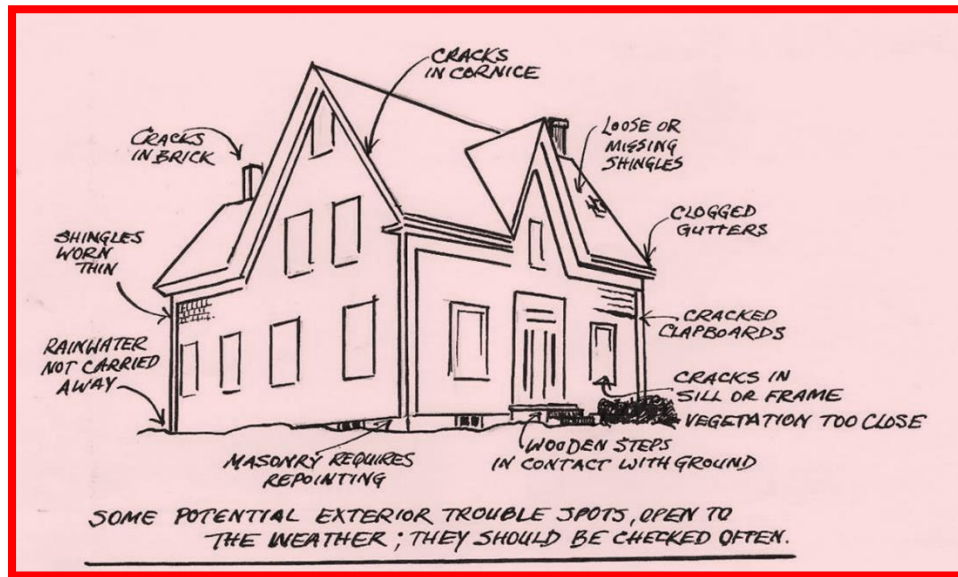 CRACKS
IN CORNICE
CRACKS
IN BRICK
LOOSE OR
MISSING
SHINGLES
SHINGLES
WORN
THIN
CLOGGED
GUTTERS
RAINWATER
NOT CARRIED
AWAY
CRACKED
CLAPBOARDS
CRACKS IN
SILL OR FRAME
VEGETATION TOO CLOSE
MASONRY REQUIRES
REPOINTING
WOODEN STEPS
IN CONTACT WITH GROUND
SOME POTENTIAL EXTERIOR TROUBLE SPOTS, OPEN TO
THE WEATHER; THEY SHOULD BE CHECKED OFTEN.